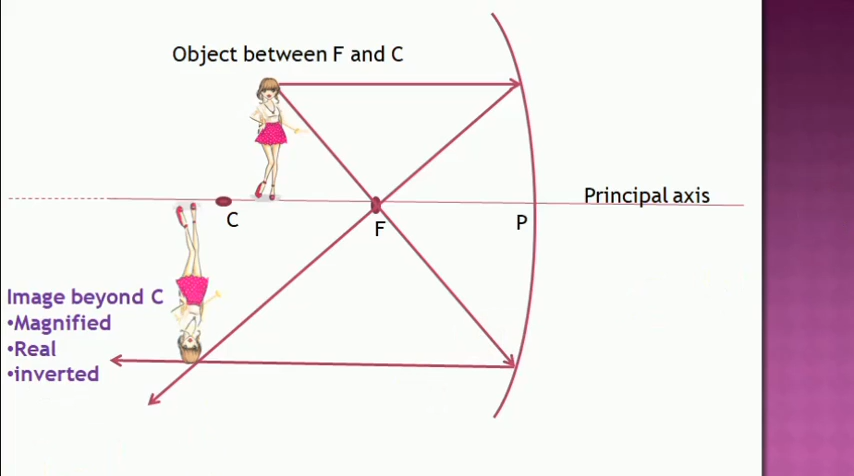 Object between F and C
Principal axis
C
F
P
Image beyond C
•Magnified
•Real
•inverted